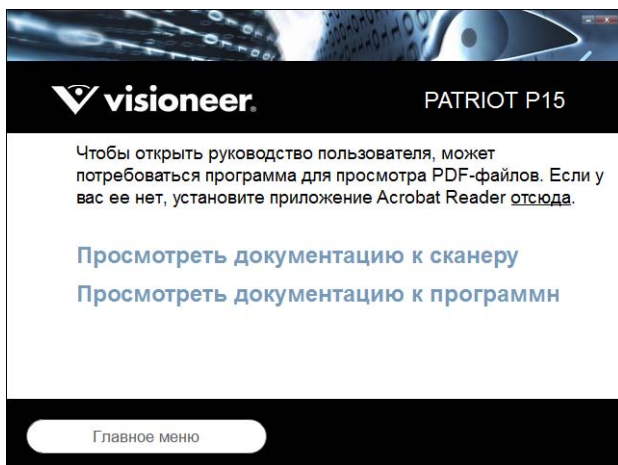 visioneer®
PATRIOT P15
Чтобы открыть руководство пользователя, может
потребоваться программа для просмотра PDF-файлов. Если у
вас ее нет, установите приложение Acrobat Reader отсюда.
Просмотреть документацию к сканеру
Просмотреть документацию к программн
Главное меню